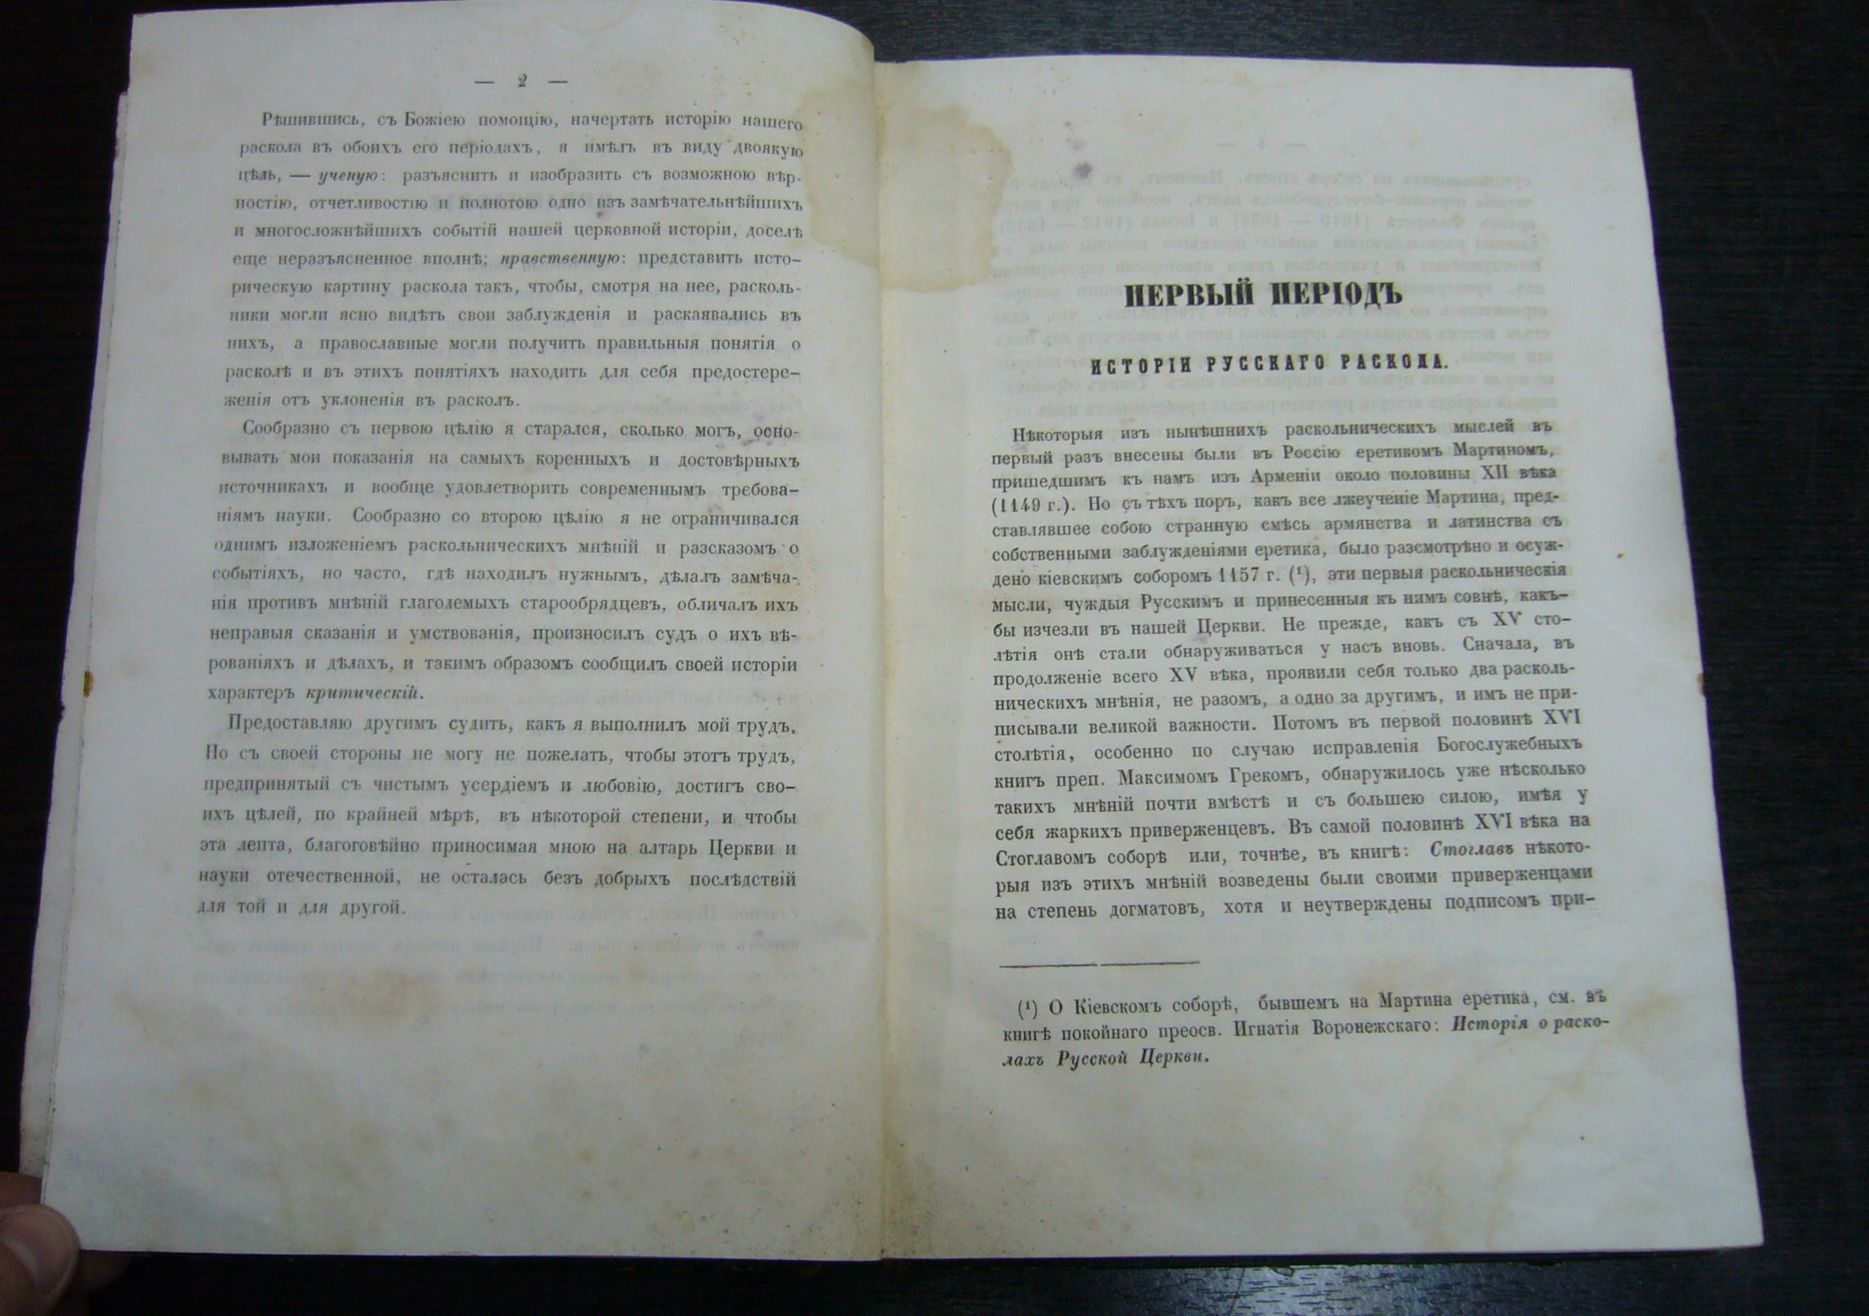 — 2 —
Рѣшившись, съ Божіею помощію, начертать исторію нашего
раскола въ обоихъ его періодахъ, я имѣлъ въ виду двоякую
цѣль, — ученую: разъяснить и изобразить съ возможною вѣр-
ностію, отчетливостію и полнотою одно изъ замѣчательнѣйшихъ
и многосложнѣйшихъ событій нашей церковной исторіи, доселѣ
еще неразъясненное вполнѣ; нравственную: представить исто-
рическую картину раскола такъ, чтобы, смотря на нее, расколь-
ники могли ясно видѣть свои заблужденія и раскаявались въ
нихъ, а православные могли получить правильныя понятія о
расколѣ и въ этихъ понятіяхъ находить для себя предостере-
женія отъ уклоненія въ расколъ.
Сообразно съ первою цѣлію я старался, сколько могъ, осно-
вывать мои показанія на самыхъ коренныхъ и достовѣрныхъ
источникахъ и вообще удовлетворить современнымъ требова-
ніямъ науки. Сообразно со второю цѣлію я не ограничивался
однимъ изложеніемъ раскольническихъ мнѣній и разсказомъ о
событіяхъ, но часто, гдѣ находилъ нужнымъ, дѣлалъ замѣча-
нія противъ мнѣній глаголемыхъ старообрядцевъ, обличалъ ихъ
неправыя сказанія и умствованія, произносилъ судъ о ихъ вѣ-
рованіяхъ и дѣлахъ, и такимъ образомъ сообщилъ своей исторіи
характеръ критическій.
Предоставляю другимъ судить, какъ я выполнилъ мой трудъ.
Но съ своей стороны не могу не пожелать, чтобы этотъ трудъ,
предпринятый съ чистымъ усердіемъ и любовію, достигъ сво-
ихъ цѣлей, по крайней мѣрѣ, въ нѣкоторой степени, и чтобы
эта лепта, благоговѣйно приносимая мною на алтарь Церкви и
науки отечественной, не осталась безъ добрыхъ послѣдствій
для той и для другой.
ПЕРВЫЙ ПЕРІОДЪ
ИСТОРІИ РУССКАГО РАСКОЛА.
Нѣкоторыя изъ нынѣшнихъ раскольническихъ мыслей въ
первый разъ внесены были въ Россію еретикомъ Мартиномъ,
пришедшимъ къ намъ изъ Арменіи около половины XII вѣка
(1149 г.). Но съ тѣхъ поръ, какъ все лжеученіе Мартина, пред-
ставлявшее собою странную смѣсь армянства и латинства съ
собственными заблужденіями еретика, было разсмотрѣно и осуж-
дено кіевскимъ соборомъ 1157 г. (¹), эти первыя раскольническія
мысли, чуждыя Русскимъ и принесенныя къ нимъ совнѣ, какъ-
бы изчезли въ нашей Церкви. Не прежде, какъ съ XV сто-
лѣтія онѣ стали обнаруживаться у насъ вновь. Сначала, въ
продолженіе всего XV вѣка, проявили себя только два расколь-
ническихъ мнѣнія, не разомъ, а одно за другимъ, и имъ не при-
писывали великой важности. Потомъ въ первой половинѣ XVI
столѣтія, особенно по случаю исправленія Богослужебныхъ
книгъ преп. Максимомъ Грекомъ, обнаружилось уже нѣсколько
такихъ мнѣній почти вмѣстѣ и съ большею силою, имѣя у
себя жаркихъ приверженцевъ. Въ самой половинѣ XVI вѣка на
Стоглавомъ соборѣ или, точнѣе, въ книгѣ: Стоглавъ нѣкото-
рыя изъ этихъ мнѣній возведены были своими приверженцами
на степень догматовъ, хотя и неутверждены подписомъ при-
(¹) О Кіевскомъ соборѣ, бывшемъ на Мартина еретика, см. въ
книгѣ покойнаго преосв. Игнатія Воронежскаго: Исторія о раско-
лахъ Русской Церкви.